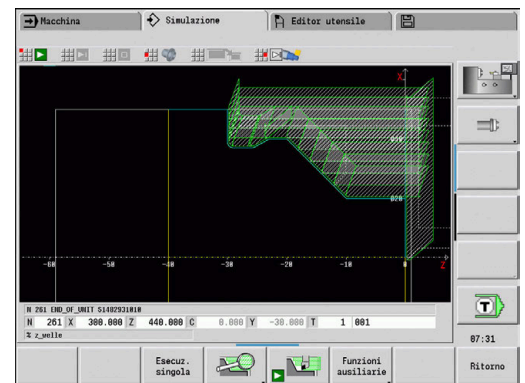 Macchina
Simulazione
Editor utensile
X
020
-60
-50
-40
-30
-20
-10
0
Z
N 261 END_OF_UNIT
N 261 X 300.000 Z 440.000 C 0.000 Y -30.000 T 1 001
% z_welle
T
07:31
Esecuz. singola
Funzioni ausiliarie
Ritorno